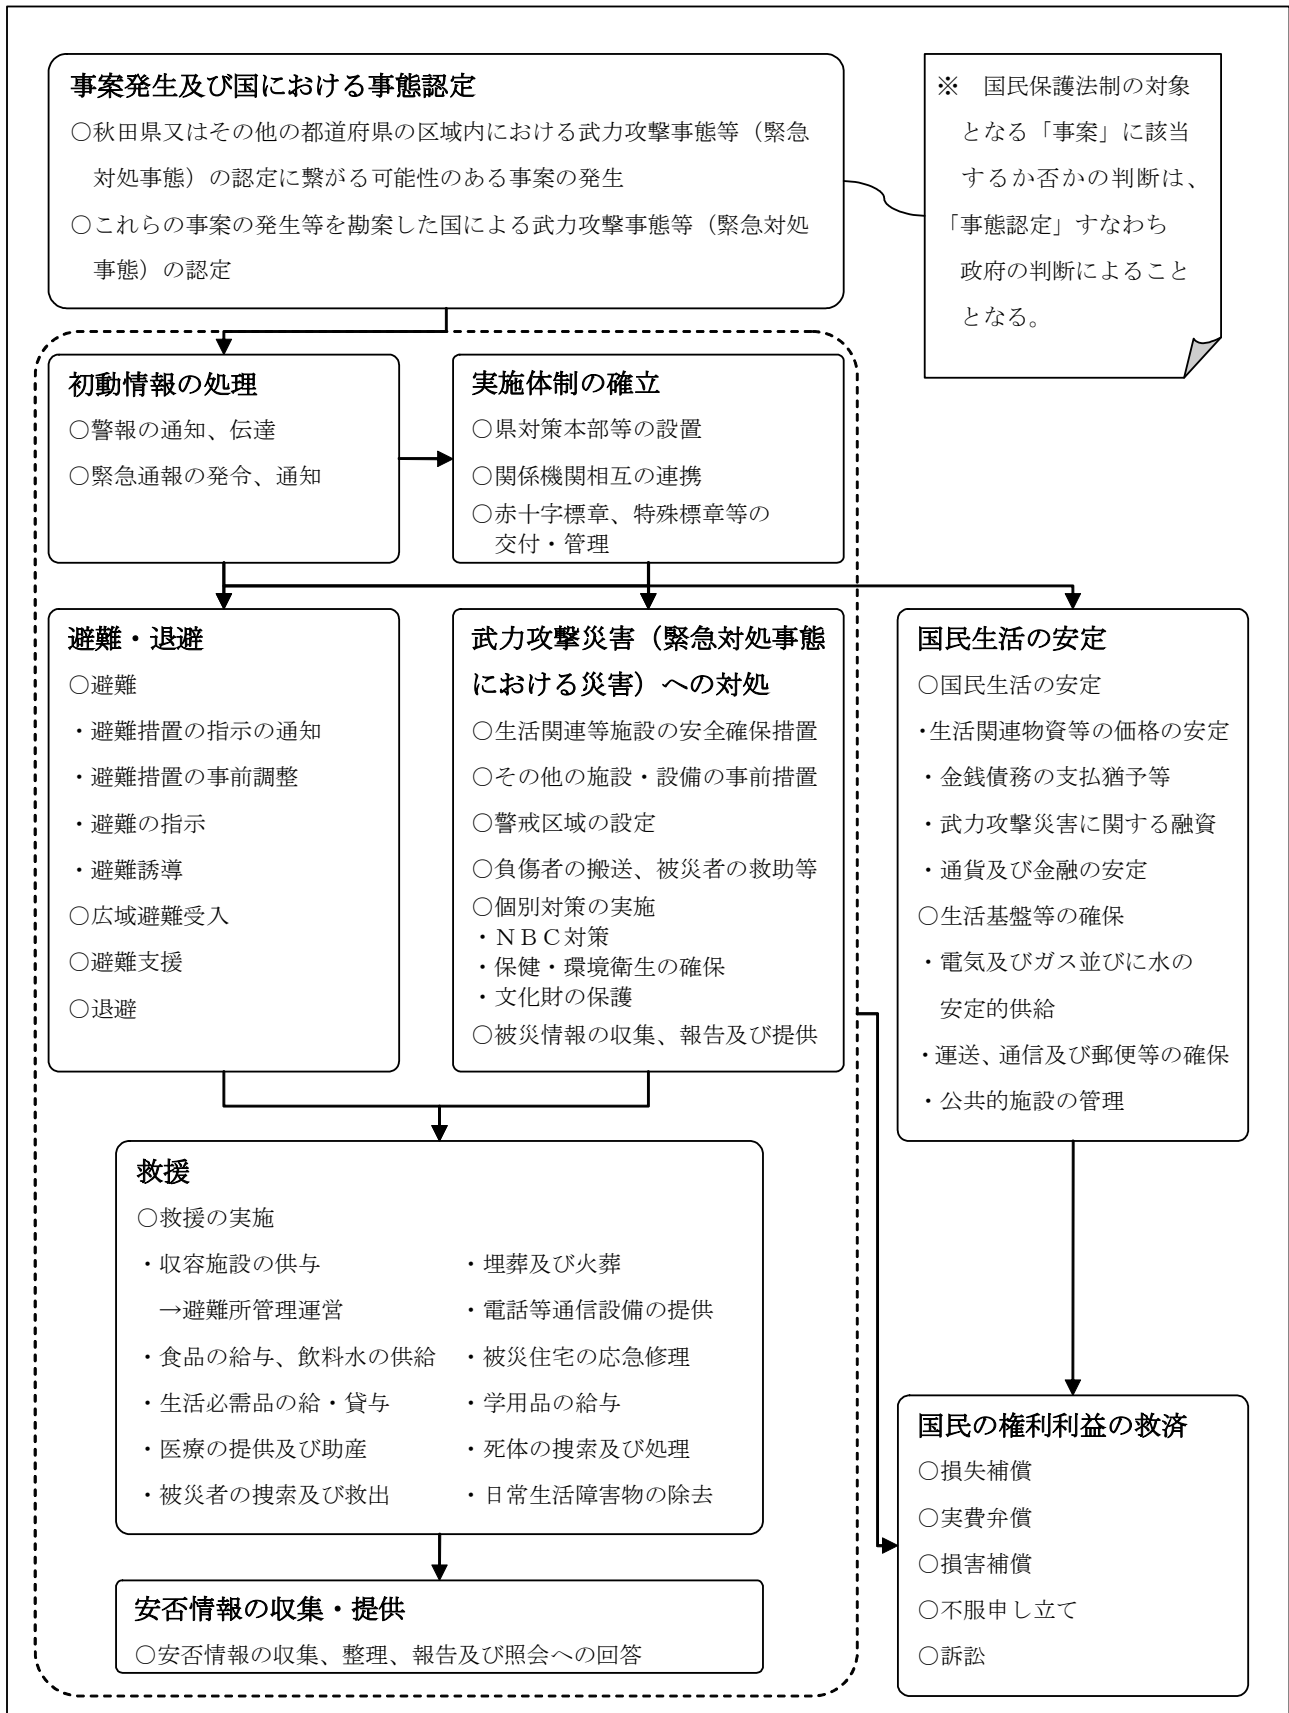 事案発生及び国における事態認定
○秋田県又はその他の都道府県の区域内における武力攻撃事態等（緊急
対処事態）の認定に繋がる可能性のある事案の発生
○これらの事案の発生等を勘案した国による武力攻撃事態等（緊急対処
事態）の認定
※　国民保護法制の対象
となる「事案」に該当
するか否かの判断は、
「事態認定」すなわち
政府の判断によること
となる。
初動情報の処理
○警報の通知、伝達
○緊急通報の発令、通知
実施体制の確立
○県対策本部等の設置
○関係機関相互の連携
○赤十字標章、特殊標章等の
交付・管理
避難・退避
○避難
・避難措置の指示の通知
・避難措置の事前調整
・避難の指示
・避難誘導
○広域避難受入
○避難支援
○退避
武力攻撃災害（緊急対処事態
における災害）への対処
○生活関連等施設の安全確保措置
○その他の施設・設備の事前措置
○警戒区域の設定
○負傷者の搬送、被災者の救助等
○個別対策の実施
・ＮＢＣ対策
・保健・環境衛生の確保
・文化財の保護
○被災情報の収集、報告及び提供
国民生活の安定
○国民生活の安定
・生活関連物資等の価格の安定
・金銭債務の支払猶予等
・武力攻撃災害に関する融資
・通貨及び金融の安定
○生活基盤等の確保
・電気及びガス並びに水の
安定的供給
・運送、通信及び郵便等の確保
・公共的施設の管理
救援
○救援の実施
・収容施設の供与
→避難所管理運営
・食品の給与、飲料水の供給
・生活必需品の給・貸与
・医療の提供及び助産
・被災者の捜索及び救出
・埋葬及び火葬
・電話等通信設備の提供
・被災住宅の応急修理
・学用品の給与
・死体の捜索及び処理
・日常生活障害物の除去
安否情報の収集・提供
○安否情報の収集、整理、報告及び照会への回答
国民の権利利益の救済
○損失補償
○実費弁償
○損害補償
○不服申し立て
○訴訟